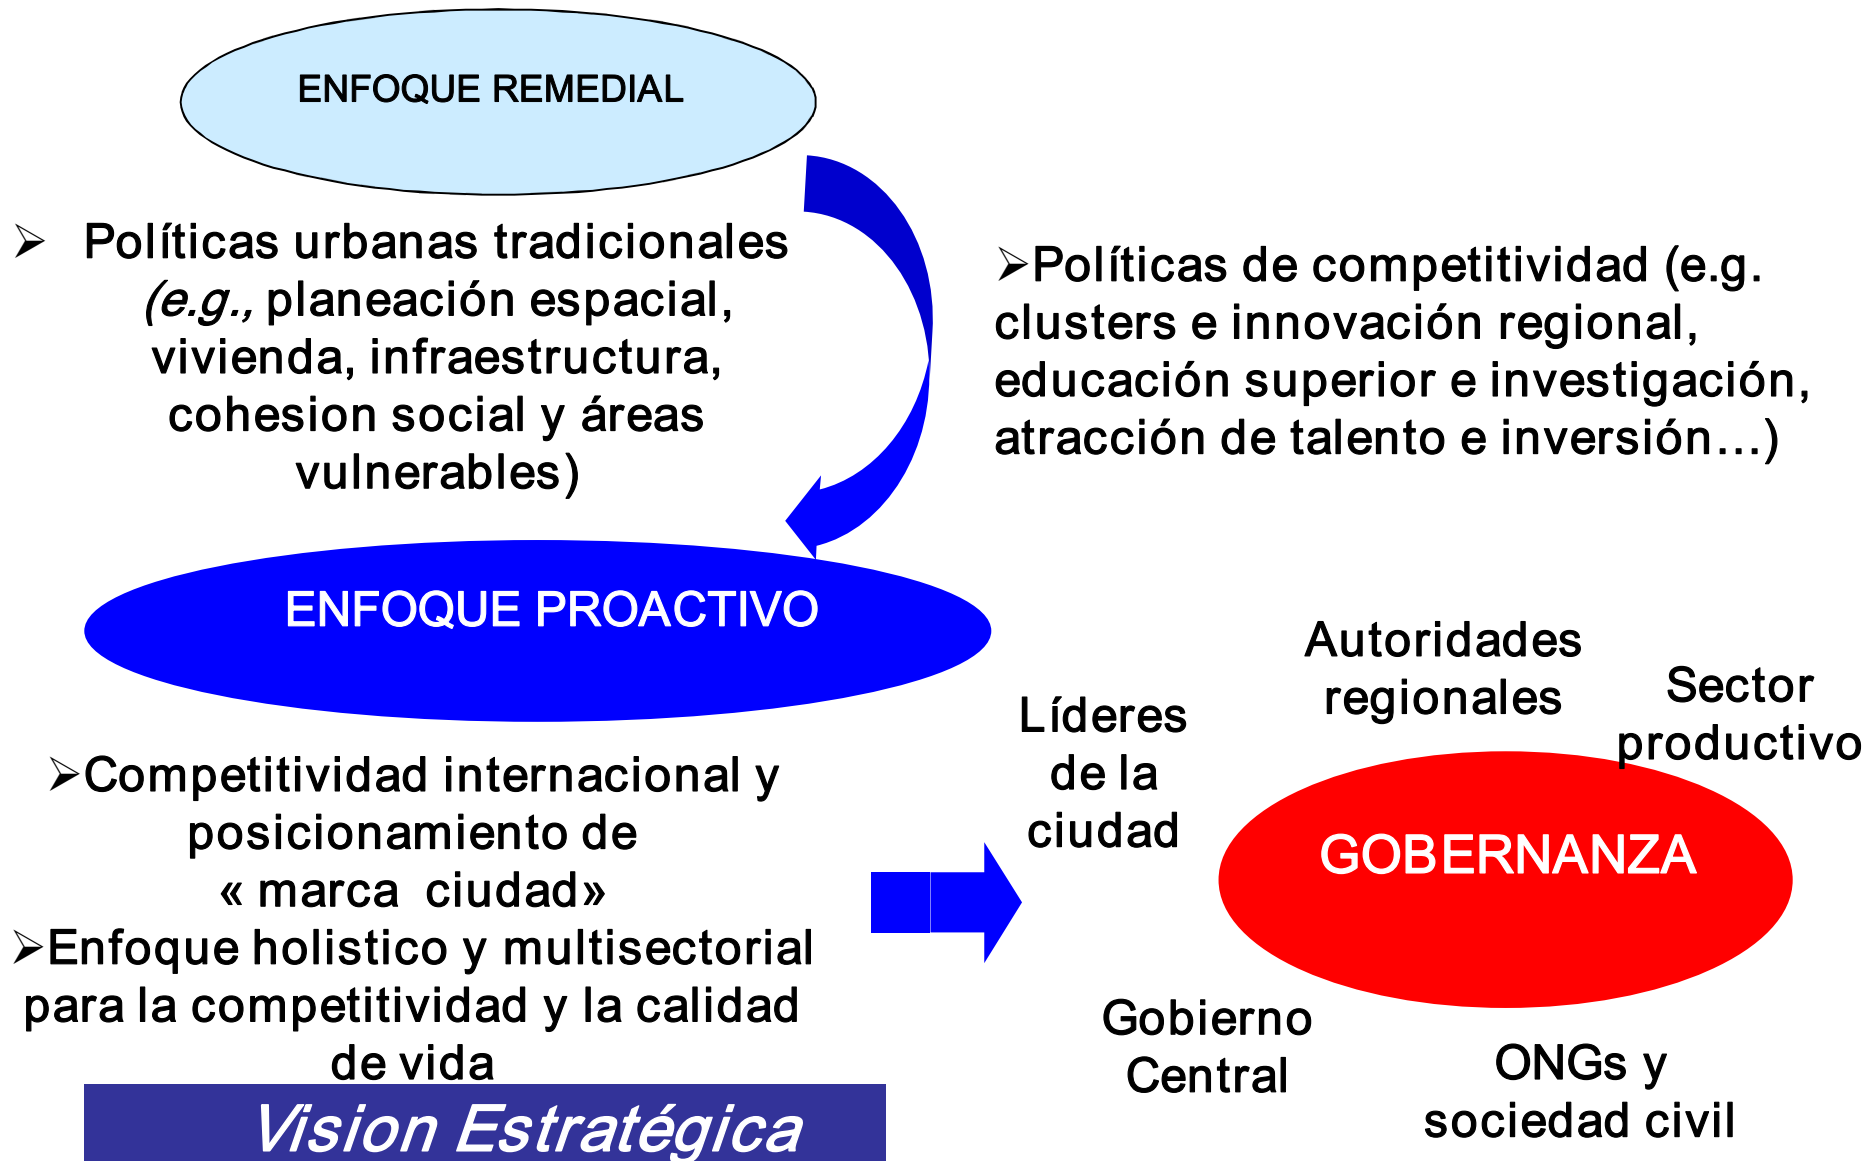 ENFOQUE REMEDIAL
➢ Políticas urbanas tradicionales
(e.g., planeación espacial,
vivienda, infraestructura,
cohesion social y áreas
vulnerables)
➢Políticas de competitividad (e.g.
clusters e innovación regional,
educación superior e investigación,
atracción de talento e inversión...)
ENFOQUE PROACTIVO
➢Competitividad internacional y
posicionamiento de
« marca ciudad»
➢Enfoque holistico y multisectorial
para la competitividad y la calidad
de vida
Vision Estratégica
Líderes
de la
ciudad
Autoridades
regionales
Sector
productivo
GOBERNANZA
Gobierno
Central
ONGs y
sociedad civil